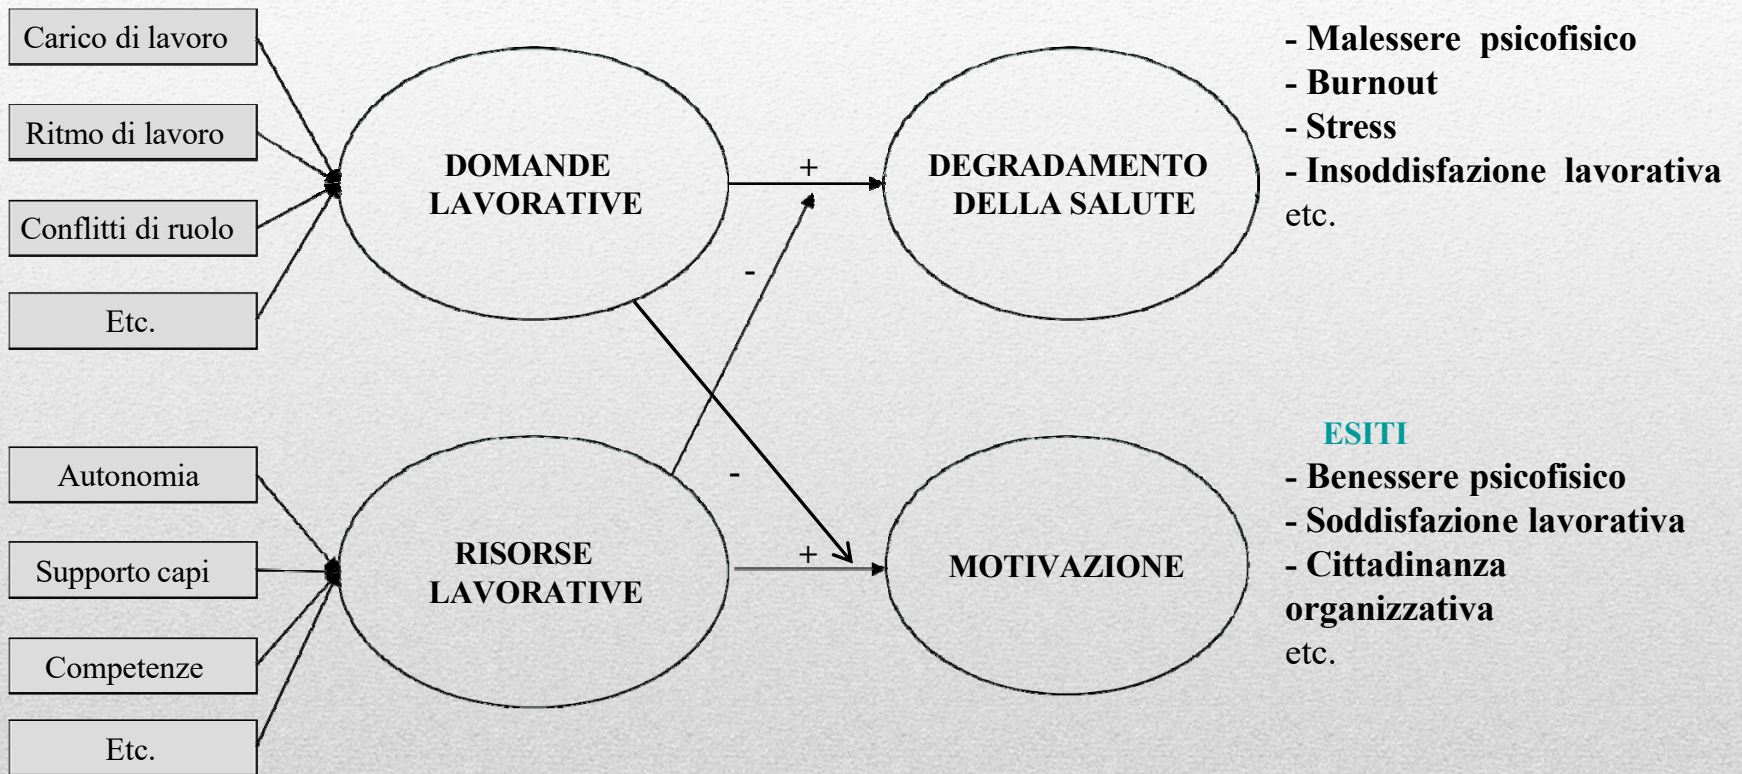 Carico di lavoro
Ritmo di lavoro
Conflitti di ruolo
Etc.
DOMANDE
LAVORATIVE
+
DEGRADAMENTO
DELLA SALUTE
- Malessere psicofisico
- Burnout
- Stress
- Insoddisfazione lavorativa
etc.
-
-
Autonomia
Supporto capi
Competenze
Etc.
RISORSE
LAVORATIVE
+
MOTIVAZIONE
ESITI
- Benessere psicofisico
- Soddisfazione lavorativa
- Cittadinanza
organizzativa
etc.